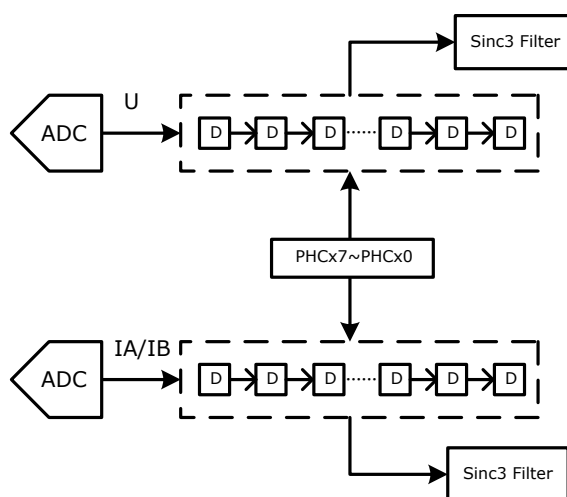 Sinc3 Filter
U
ADC
D D D D D D
PHCx7~PHCx0
IA/IB
ADC
D D D D D D
Sinc3 Filter